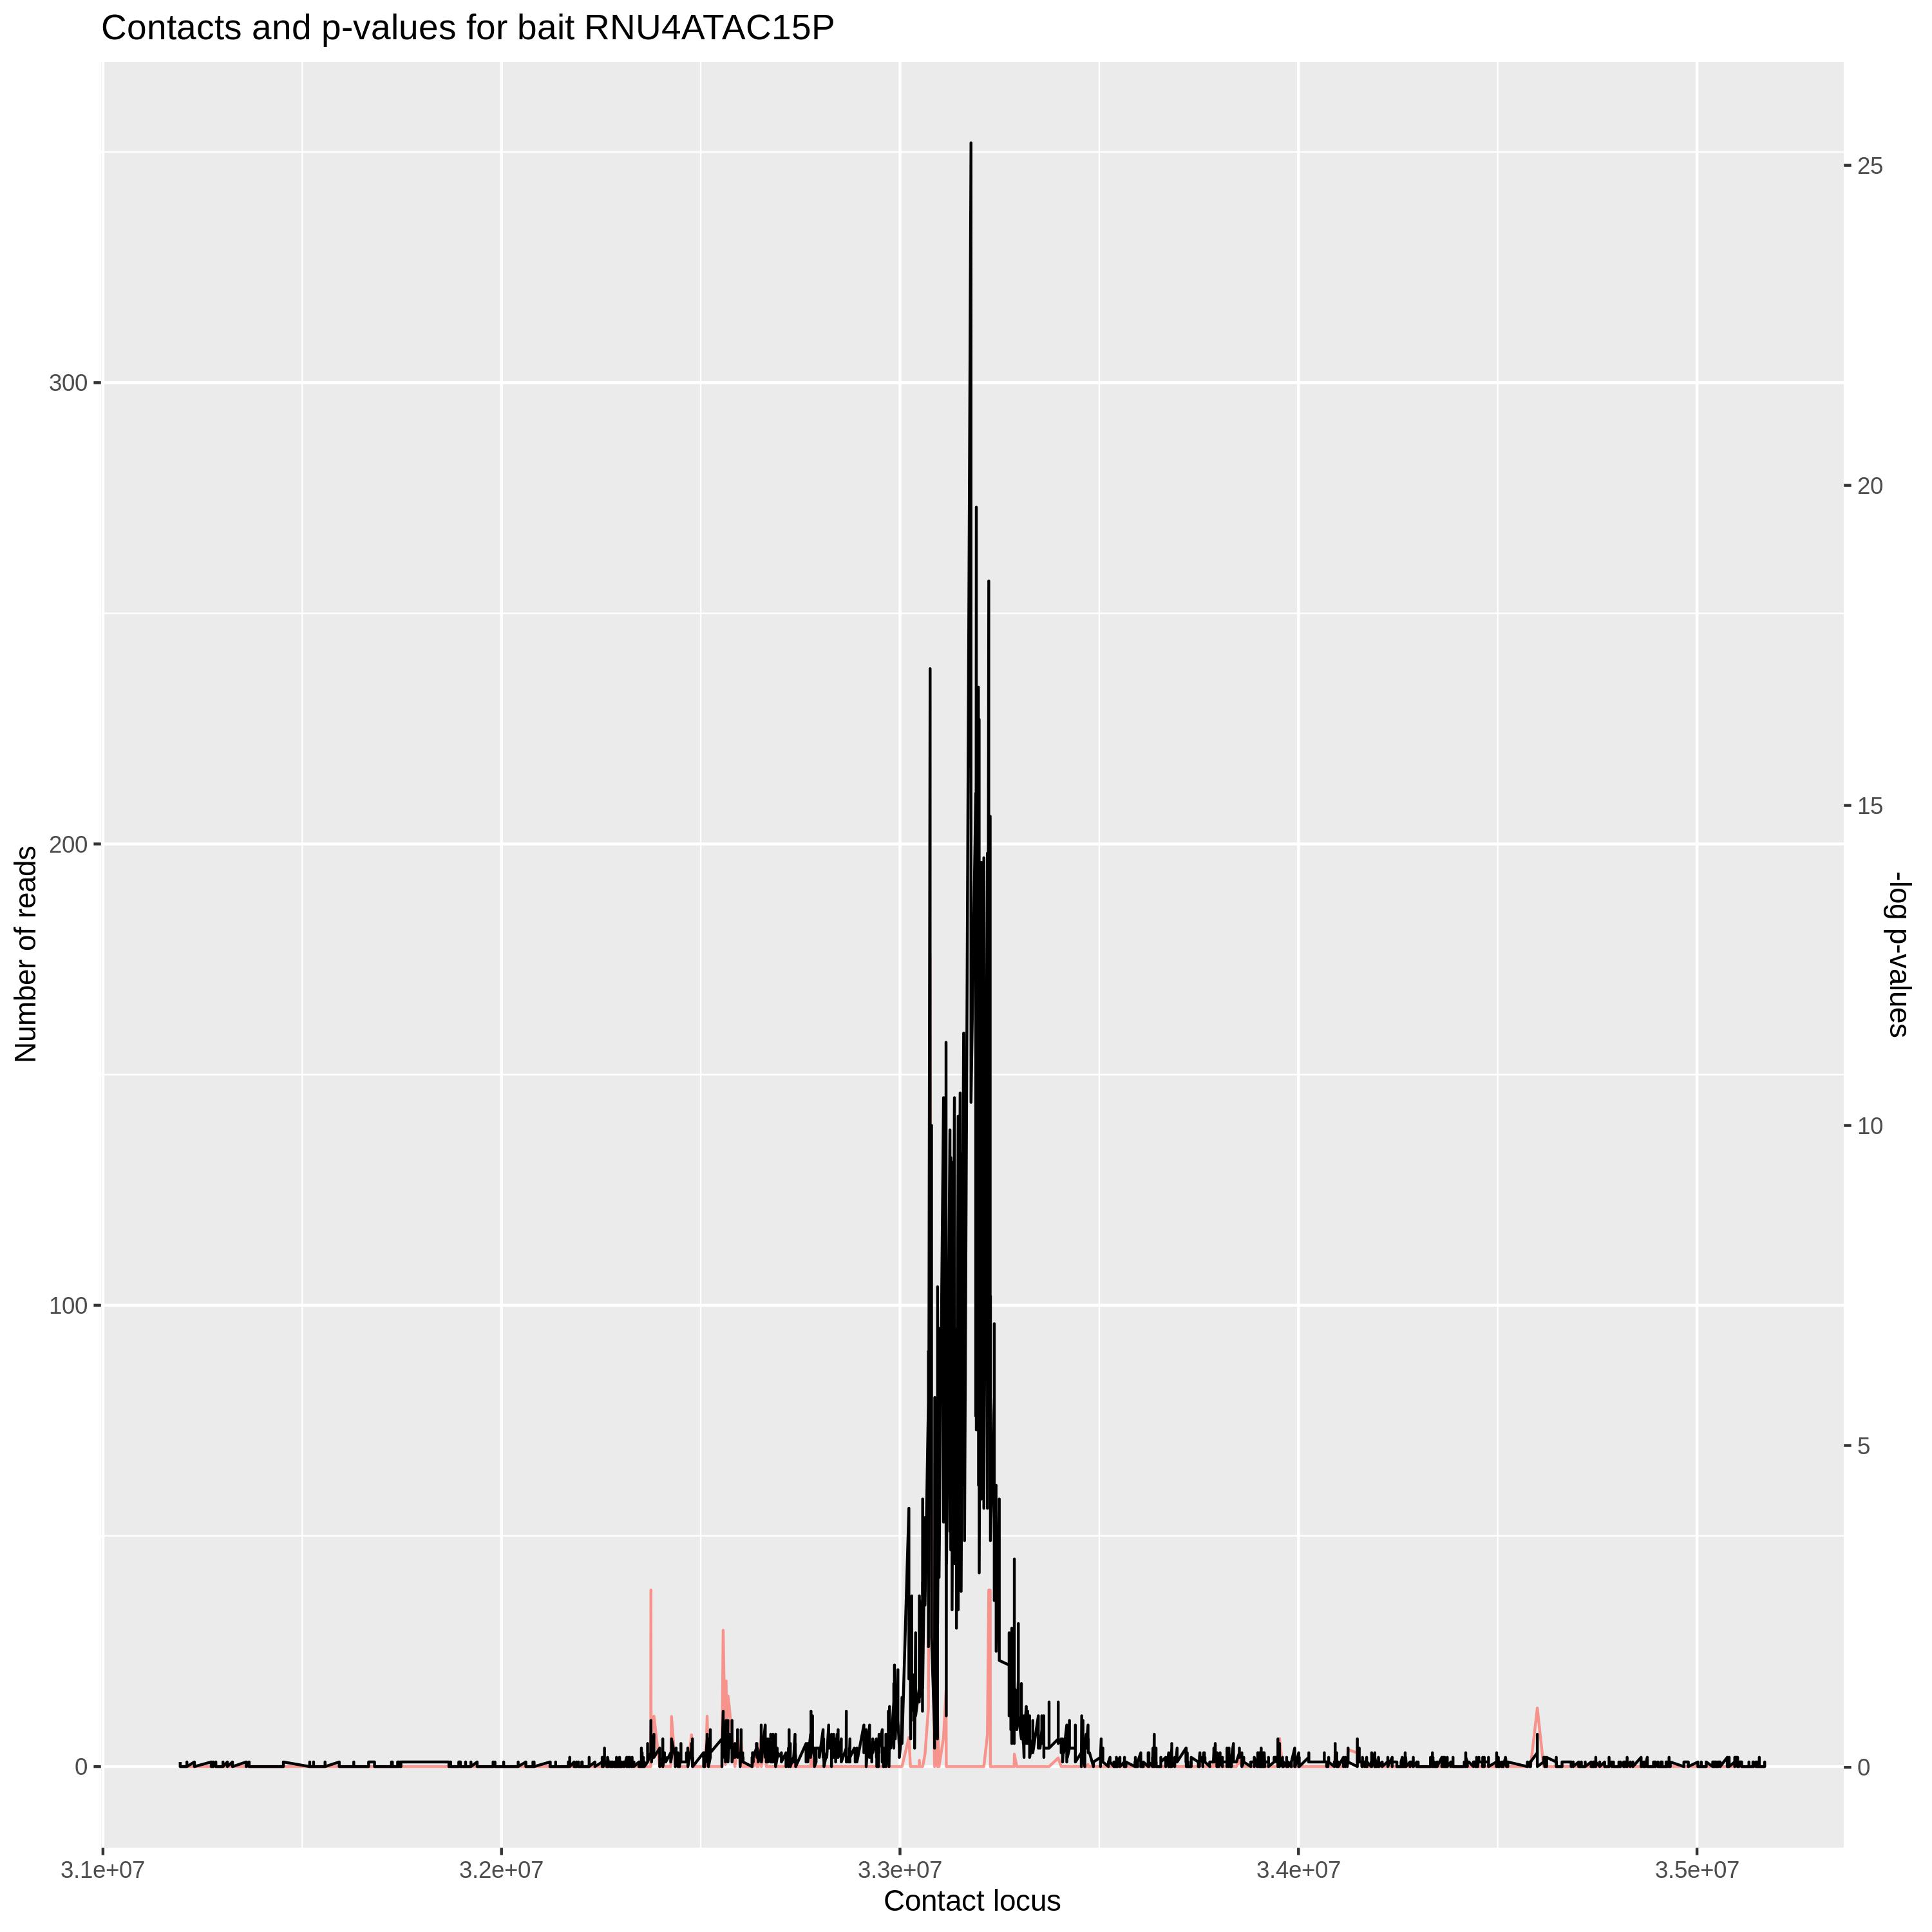 Contacts and p-values for bait RNU4ATAC15P
Number of reads
300
200
100
0
25
20
15
10
5
0
-log p-values
3.1e+07 3.2e+07 3.3e+07 3.4e+07 3.5e+07
Contact locus